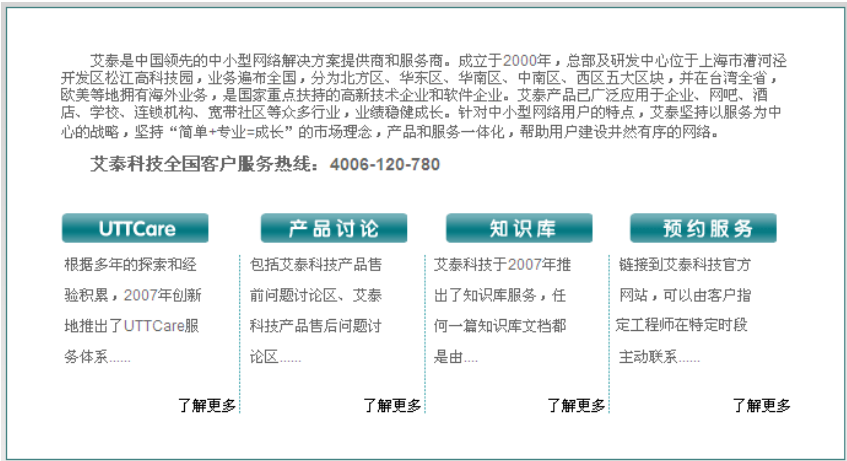 艾泰是中国领先的中小型网络解决方案提供商和服务商。成立于2000年，总部及研发中心位于上海市漕河泾
开发区松江高科技园，业务遍布全国，分为北方区、华东区、华南区、中南区、西区五大区块，并在台湾全省，
欧美等地拥有海外业务，是国家重点扶持的高新技术企业和软件企业。艾泰产品已广泛应用于企业、网吧、酒
店、学校、连锁机构、宽带社区等众多行业，业绩稳健成长。针对中小型网络用户的特点，艾泰坚持以服务为中
心的战略，坚持“简单+专业=成长”的市场理念，产品和服务一体化，帮助用户建设井然有序的网络。
艾泰科技全国客户服务热线：4006-120-780
UTTCare
根据多年的探索和经
验积累，2007年创新
地推出了UTTCare服
务体系......
了解更多
产品讨论
包括艾泰科技产品售
前问题讨论区、艾泰
科技产品售后问题讨
论区......
了解更多
知识库
艾泰科技于2007年推
出了知识库服务，任
何一篇知识库文档都
是由....
了解更多
预约服务
链接到艾泰科技官方
网站，可以由客户指
定工程师在特定时段
主动联系......
了解更多